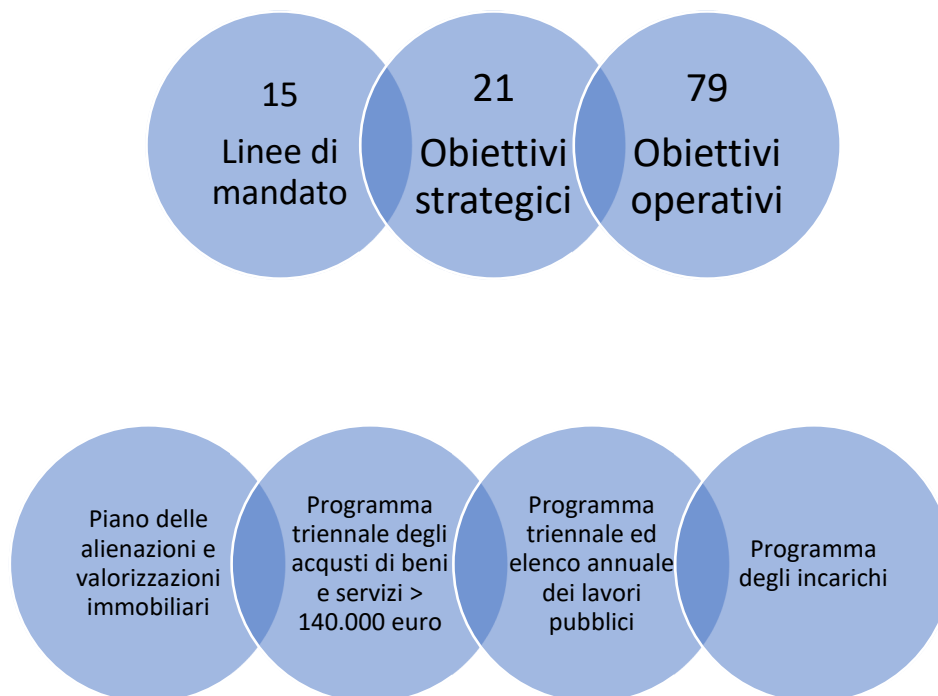 15
Linee di
mandato
21
Obiettivi
strategici
79
Obiettivi
operativi
Piano delle
alienazioni e
valorizzazioni
immobiliari
Programma
triennale degli
acqusti di beni
e servizi >
140.000 euro
Programma
triennale ed
elenco annuale
dei lavori
pubblici
Programma
degli incarichi